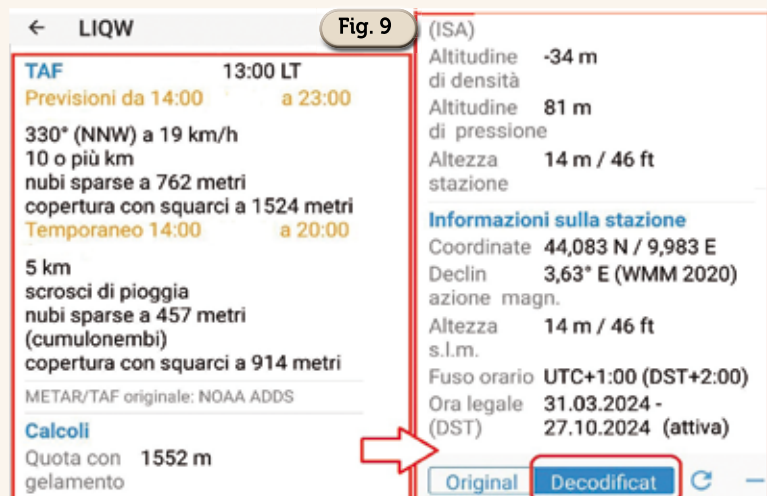 ← LIQW
Fig. 9
TAF 13:00 LT
Previsioni da 14:00 a 23:00
330° (NNW) a 19 km/h
10 o più km
nubi sparse a 762 metri
copertura con squarci a 1524 metri
Temporaneo 14:00 a 20:00
5 km
scrosci di pioggia
nubi sparse a 457 metri
(cumulonembi)
copertura con squarci a 914 metri
METAR/TAF originale: NOAA ADDS
Calcoli
Quota con 1552 m
gelamento
(ISA)
Altitudine -34 m
di densità
Altitudine 81 m
di pressione
Altezza 14 m / 46 ft
stazione
Informazioni sulla stazione
Coordinate 44,083 N / 9,983 E
Declin 3,63° E (WMM 2020)
azione magn.
Altezza 14 m / 46 ft
s.l.m.
Fuso orario UTC+1:00 (DST+2:00)
Ora legale 31.03.2024 -
(DST) 27.10.2024 (attiva)
Original Decodificat